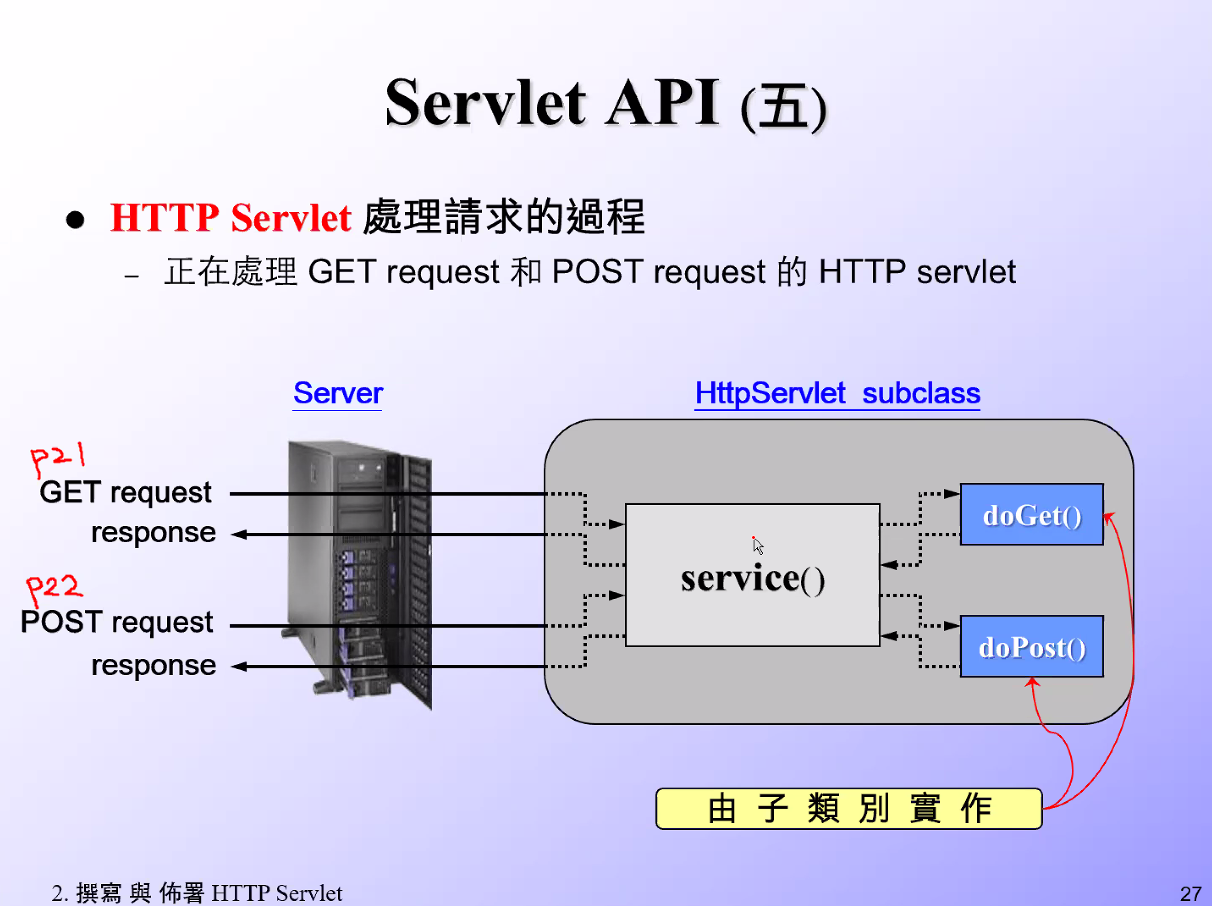 Servlet API (五)
● HTTP Servlet 處理請求的過程
– 正在處理 GET request 和 POST request 的 HTTP servlet
Server
HttpServlet subclass
p21
GET request
response
p22
POST request
response
service()
doGet()
doPost()
由子類別實作
2. 撰寫 與 佈署 HTTP Servlet
27